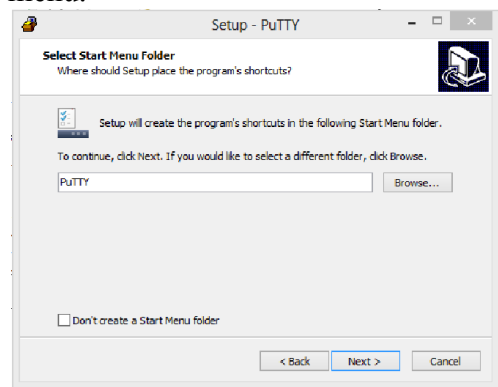 menu.
Setup - PuTTY
Select Start Menu Folder
Where should Setup place the program's shortcuts?
Setup will create the program's shortcuts in the following Start Menu folder.
To continue, click Next. If you would like to select a different folder, click Browse.
PuTTY
Browse...
Don't create a Start Menu folder
< Back
Next >
Cancel